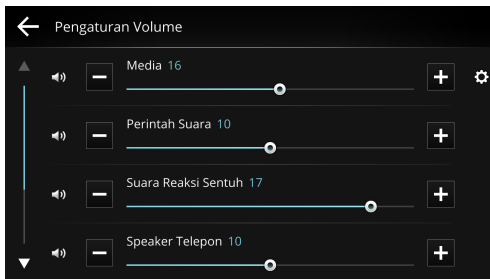 Pengaturan Volume
Media 16
Perintah Suara 10
Suara Reaksi Sentuh 17
Speaker Telepon 10